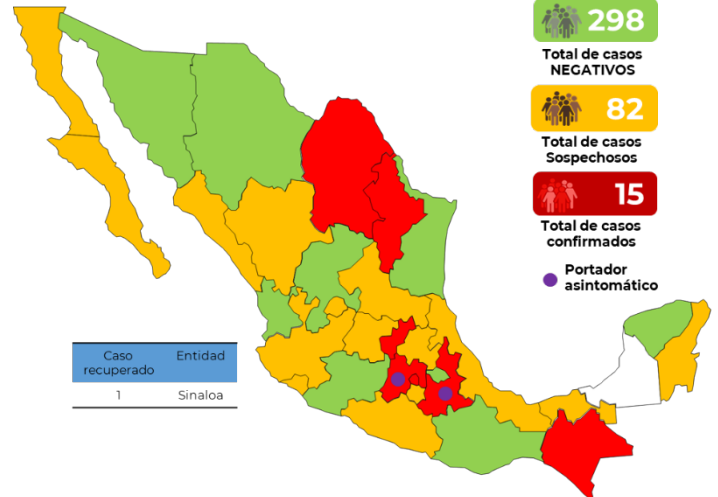 298
Total de casos
NEGATIVOS
82
Total de casos
Sospechosos
15
Total de casos
confirmados
Portador
asintomático
Caso
recuperado
Entidad
1
Sinaloa